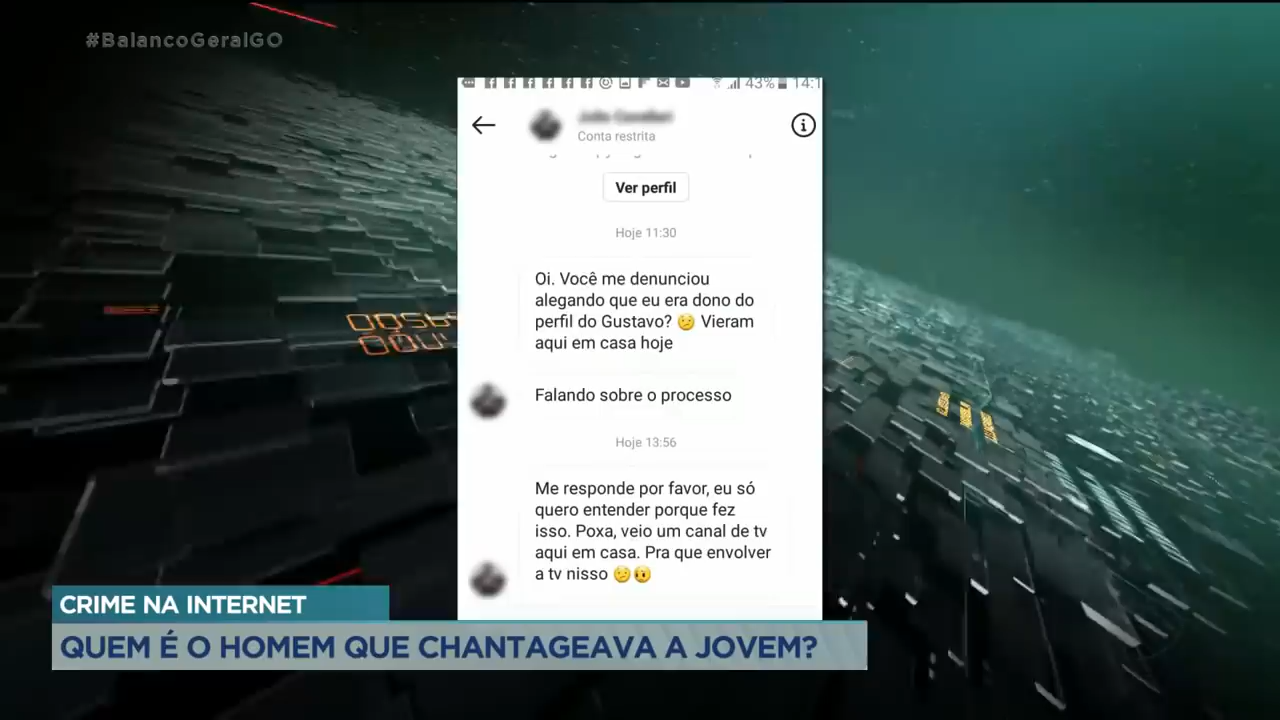 #BalancoGeralGO
43%
Conta restrita
Ver perfil
Hoje 11:30
Oi. Você me denunciou
alegando que eu era dono do
perfil do Gustavo? 😕 Vieram
aqui em casa hoje
Falando sobre o processo
Hoje 13:56
Me responde por favor, eu só
quero entender porque fez
isso. Poxa, veio um canal de tv
aqui em casa. Pra que envolver
a tv nisso 😕🤒
CRIME NA INTERNET
QUEM É O HOMEM QUE CHANTAGEAVA A JOVEM?